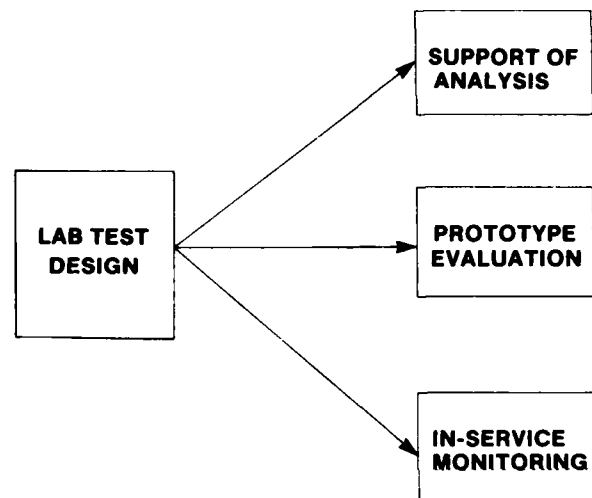 SUPPORT OF
ANALYSIS
LAB TEST
DESIGN
PROTOTYPE
EVALUATION
IN-SERVICE
MONITORING